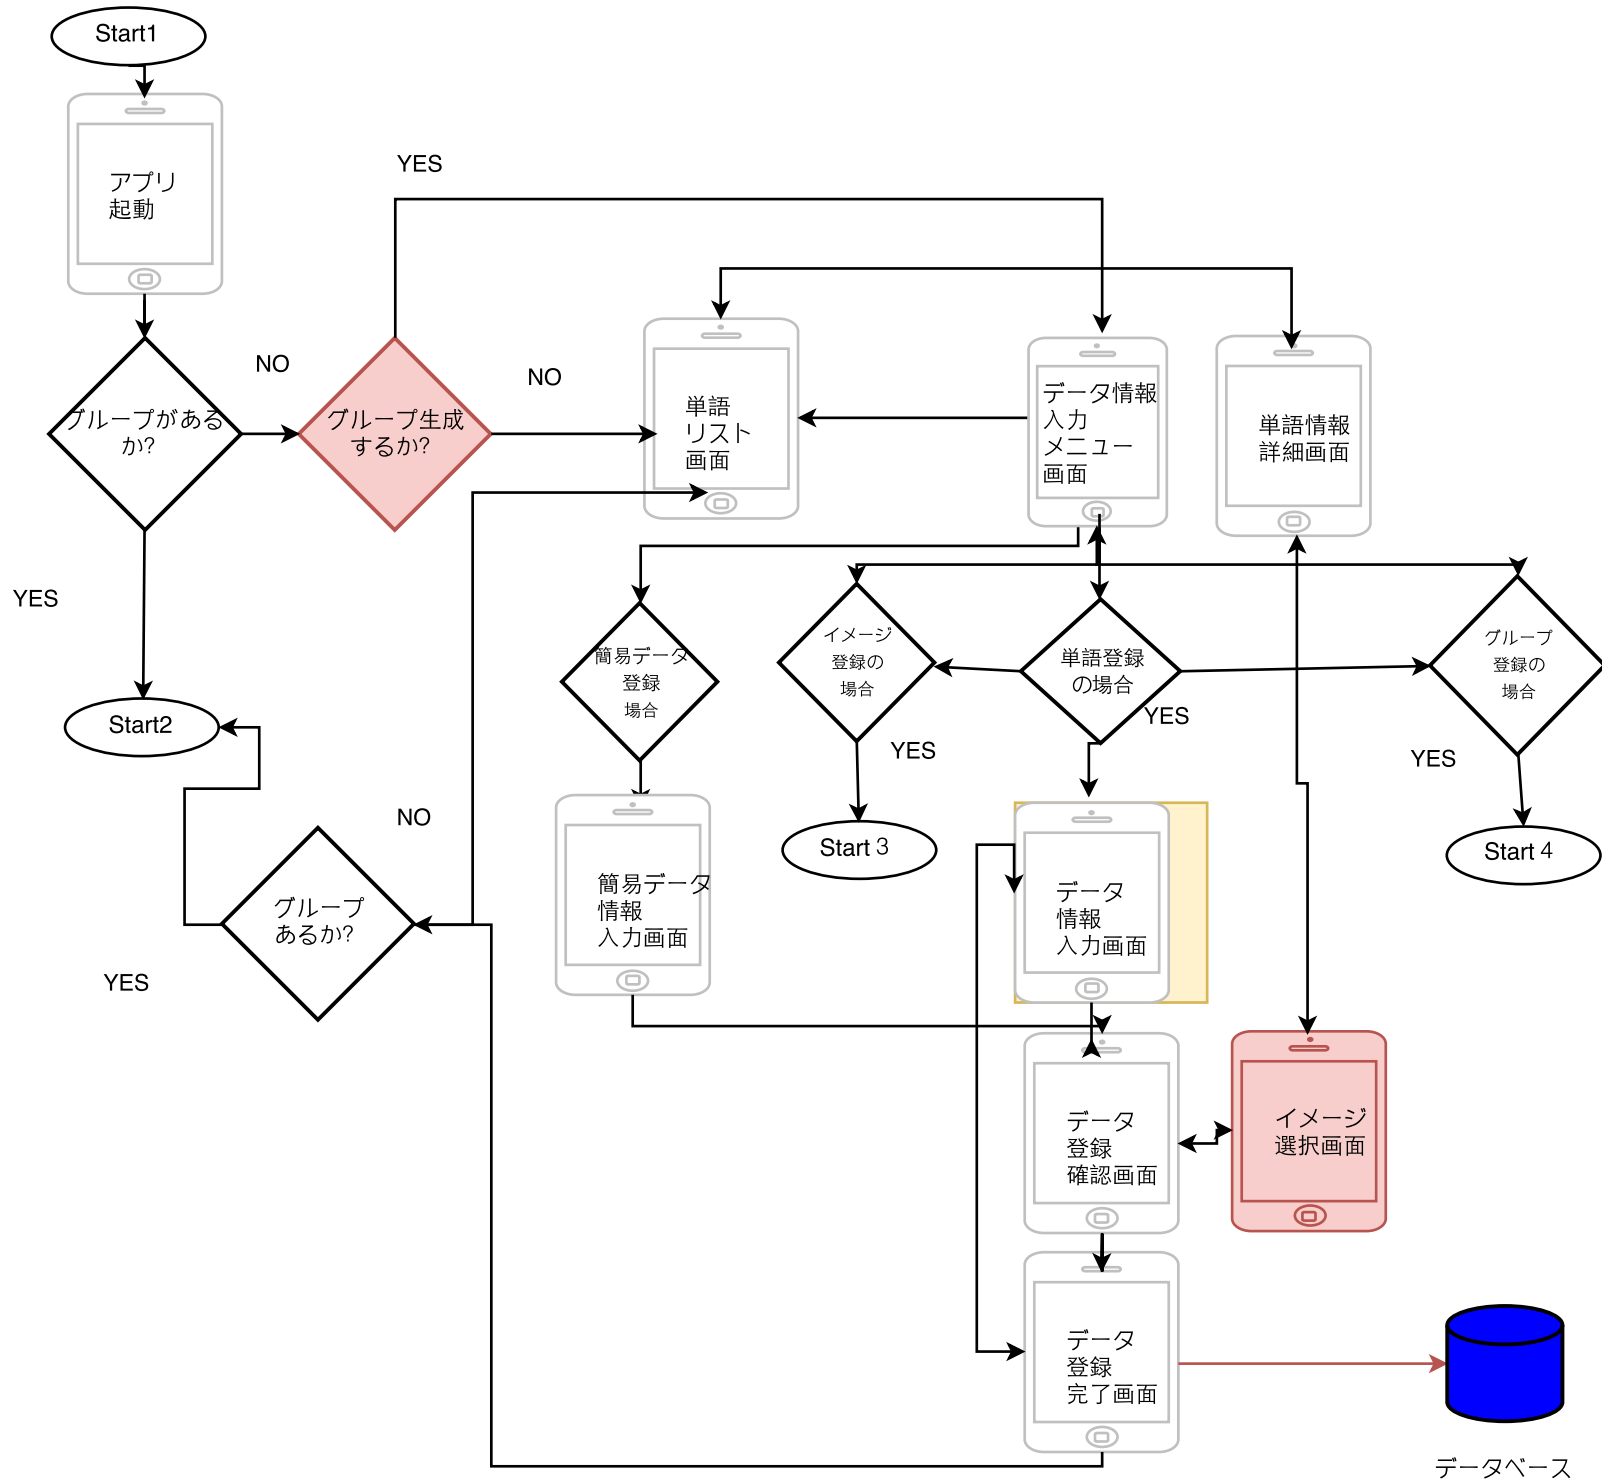 Start1
アプリ
起動
YES
NO
NO
グループがある
か?
グループ生成
するか?
単語
リスト
画面
データ情報
入力
メニュー
画面
単語情報
詳細画面
YES
簡易データ
登録
場合
イメージ
登録の
場合
単語登録
の場合
グループ
登録の
場合
YES
YES
YES
Start2
NO
Start 3
Start 4
グループ
あるか?
YES
簡易データ
情報
入力画面
データ
情報
入力画面
データ
登録
確認画面
イメージ
選択画面
データ
登録
完了画面
データベース